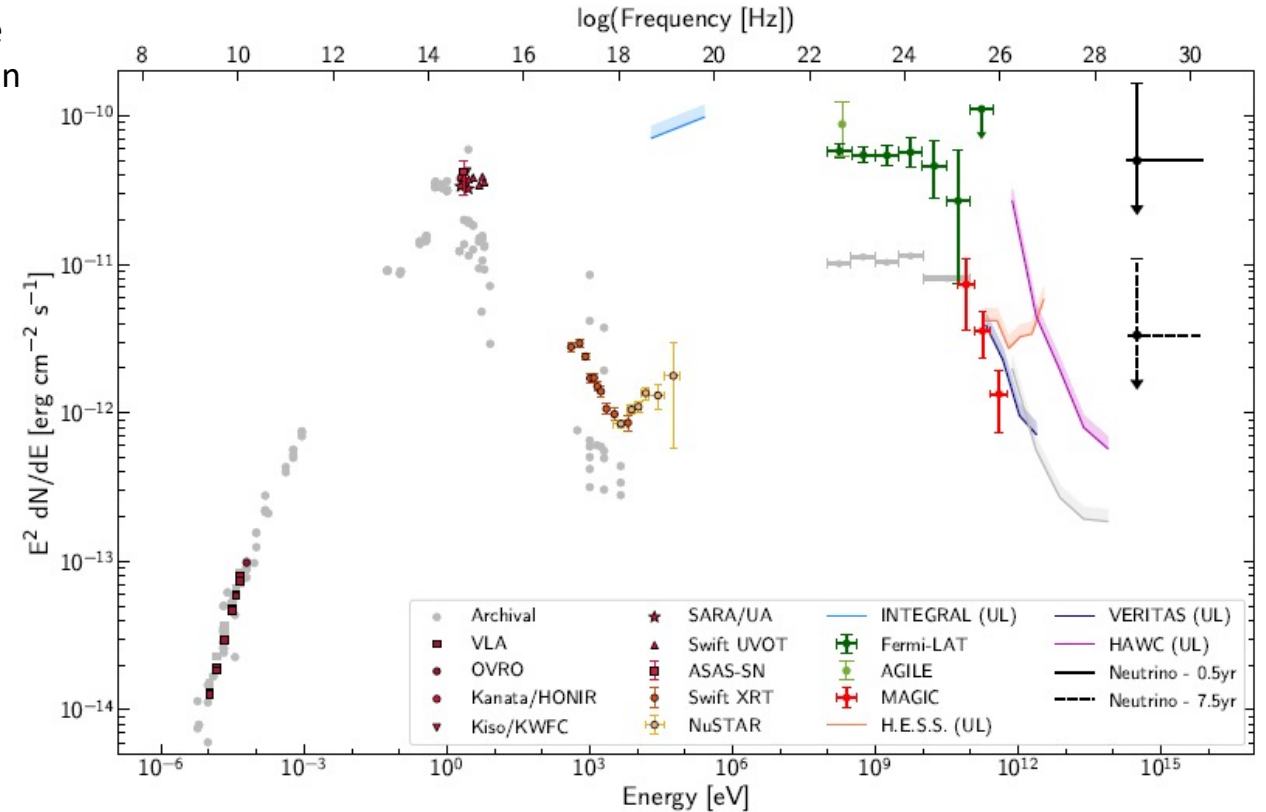 e
n
log(Frequency [Hz])
8 10 12 14 16 18 20 22 24 26 28 30
E² dN/dE [erg cm⁻² s⁻¹]
10⁻¹⁰
10⁻¹¹
10⁻¹²
10⁻¹³
10⁻¹⁴
Archival
VLA
OVRO
Kanata/HONIR
Kiso/KWFC
SARA/UA
Swift UVOT
ASAS-SN
Swift XRT
NuSTAR
INTEGRAL (UL)
Fermi-LAT
AGILE
MAGIC
H.E.S.S. (UL)
VERITAS (UL)
HAWC (UL)
Neutrino - 0.5yr
Neutrino - 7.5yr
10⁻⁶ 10⁻³ 10⁰ 10³ 10⁶ 10⁹ 10¹² 10¹⁵
Energy [eV]